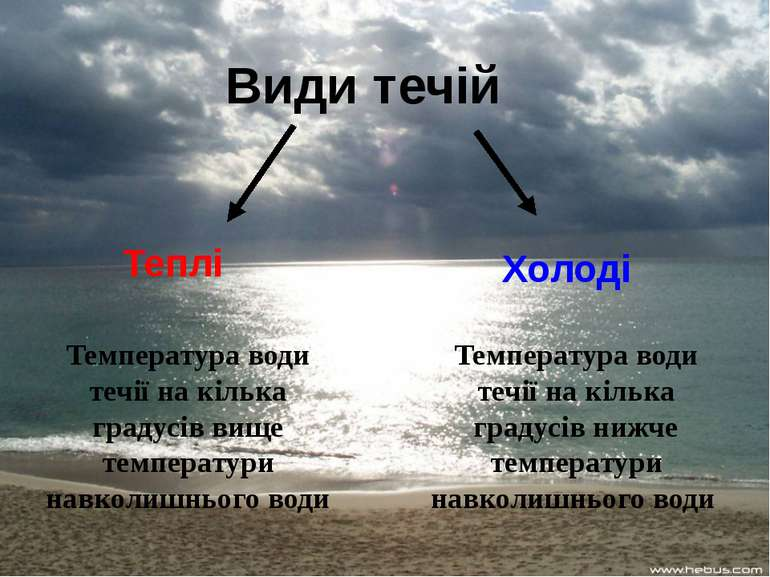 Види течій
Теплі
Холоді
Температура води
течії на кілька
градусів вище
температури
навколишнього води
Температура води
течії на кілька
градусів нижче
температури
навколишнього води
www.hebus.com